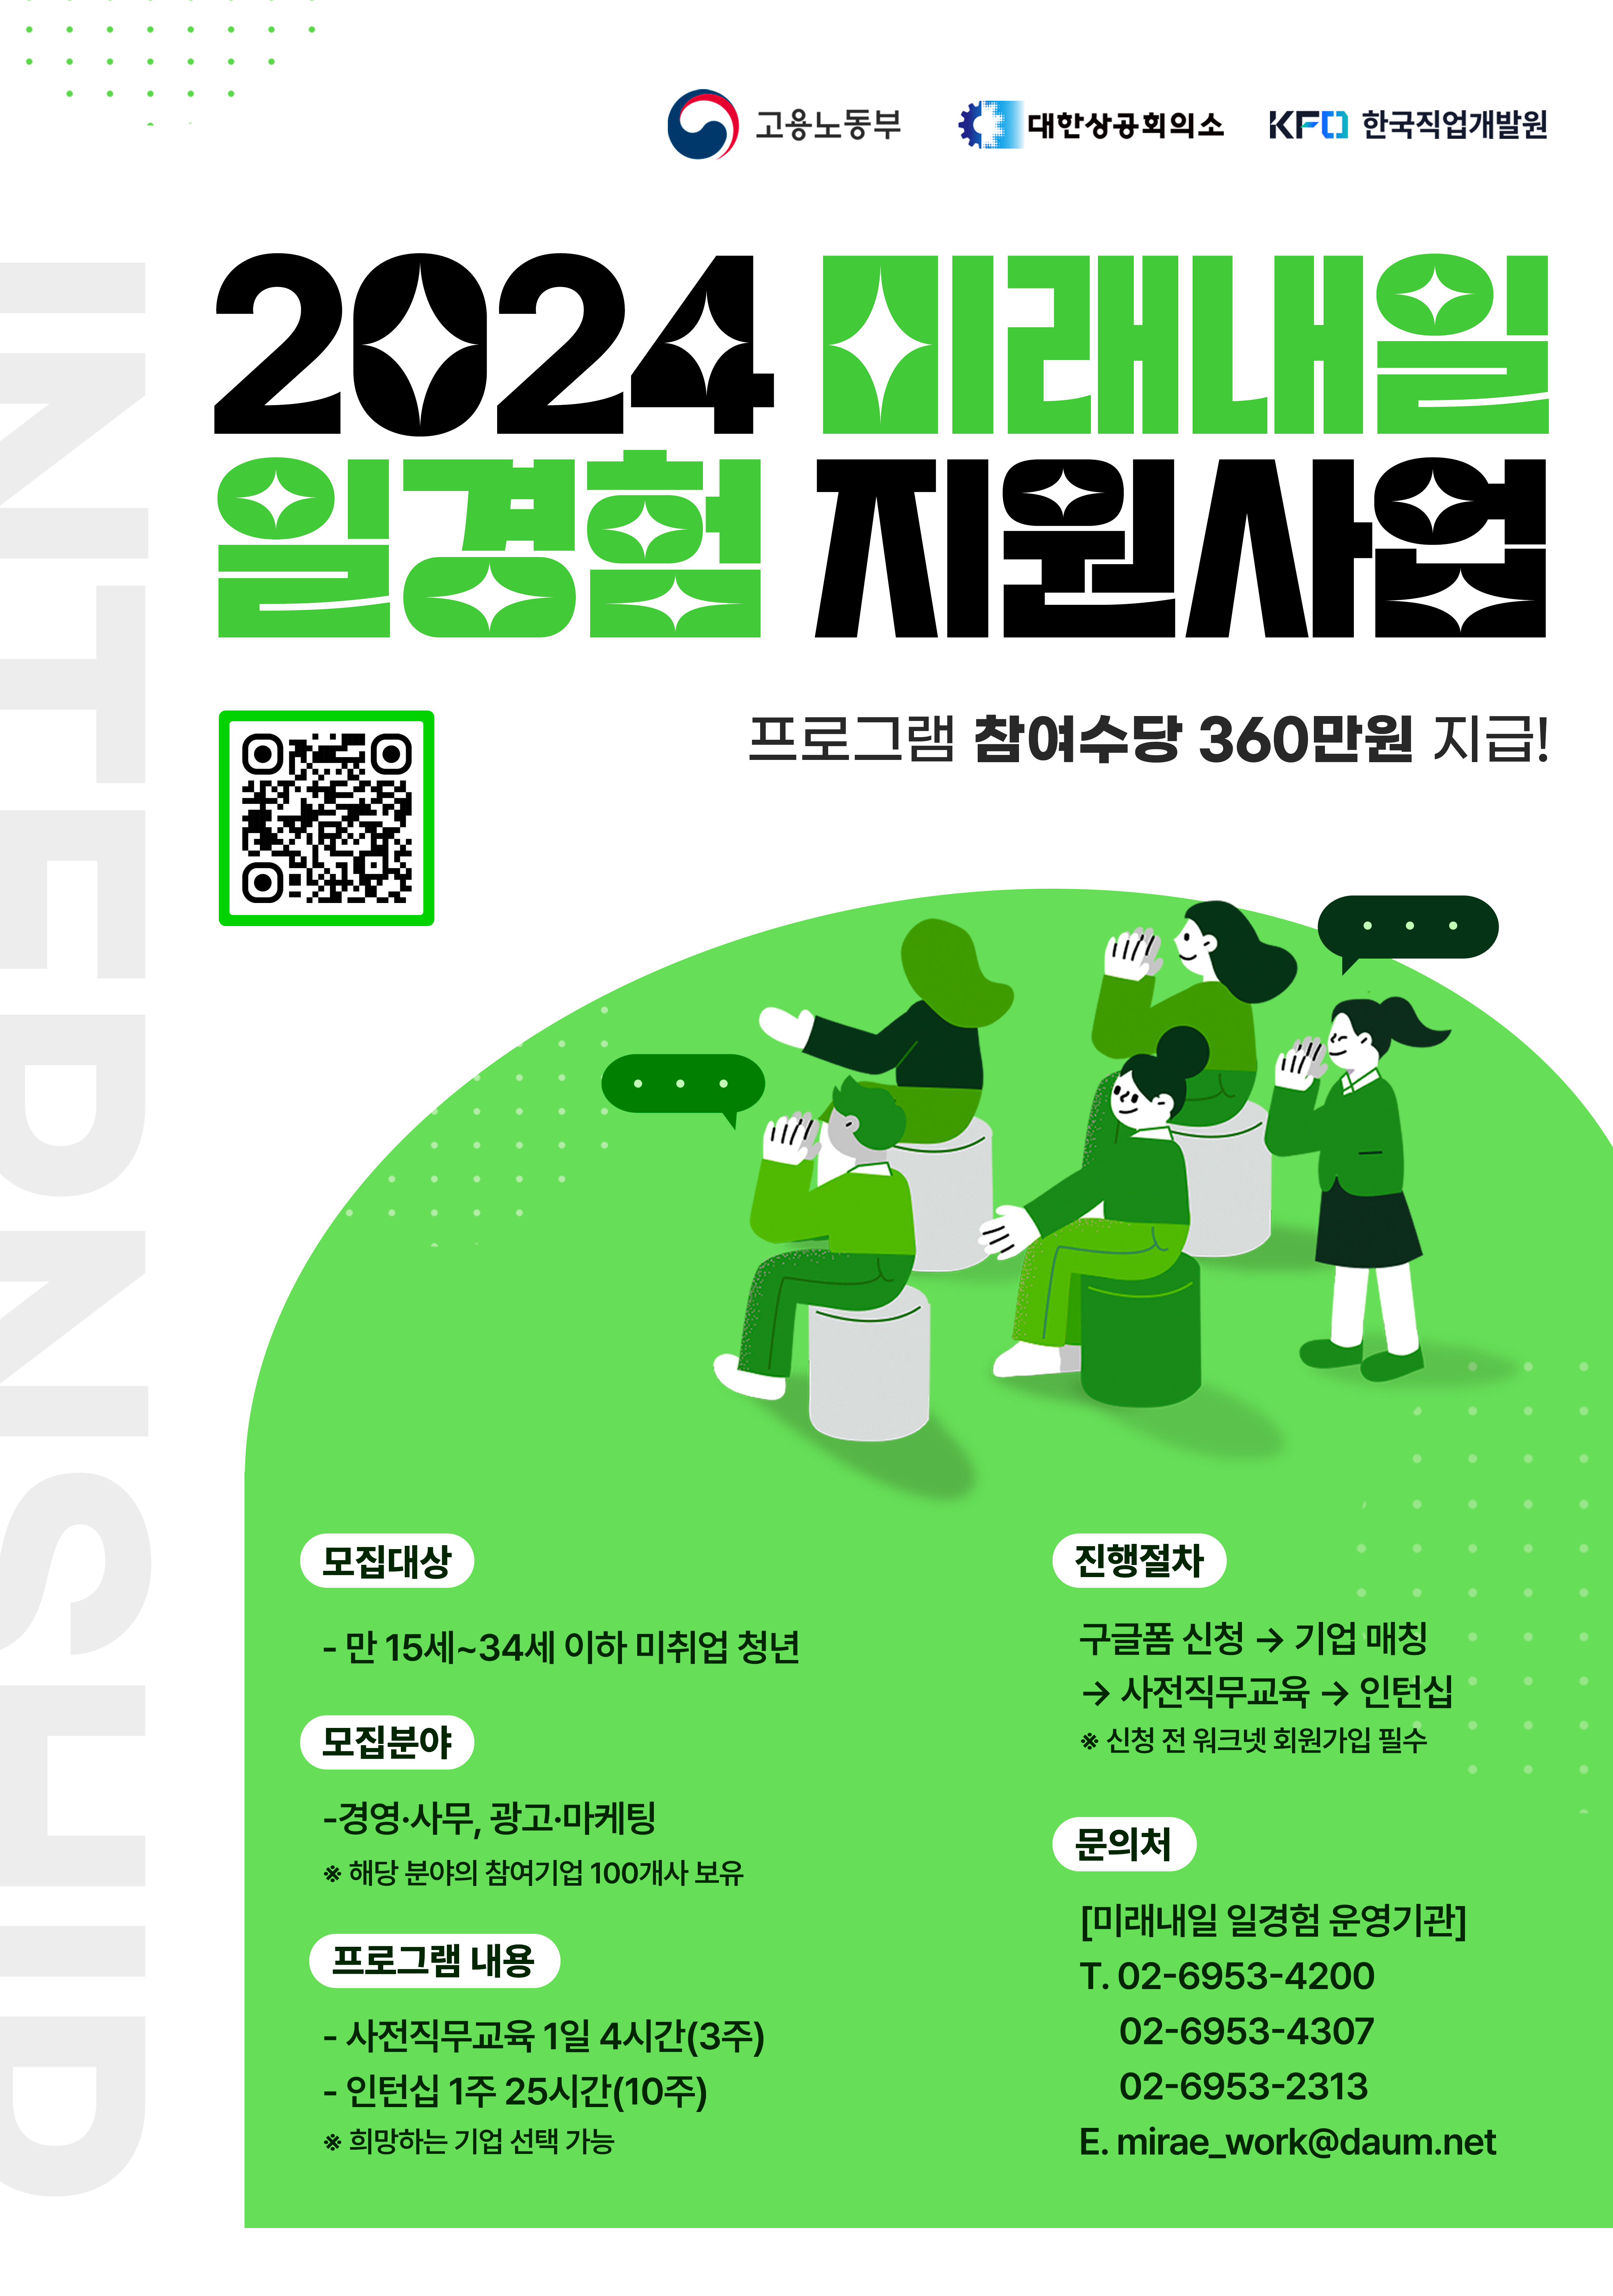 고용노동부
대한상공회의소
KFO 한국직업개발원
2024 미래내일
일경험 지원사업
프로그램 참여수당 360만원 지급!
INTERNSHIP
모집대상
- 만 15세~34세 이하 미취업 청년
모집분야
-경영·사무, 광고·마케팅
※ 해당 분야의 참여기업 100개사 보유
프로그램 내용
- 사전직무교육 1일 4시간(3주)
- 인턴십 1주 25시간(10주)
※ 희망하는 기업 선택 가능
진행절차
구글폼 신청 → 기업 매칭
→ 사전직무교육 → 인턴십
※ 신청 전 워크넷 회원가입 필수
문의처
[미래내일 일경험 운영기관]
T. 02-6953-4200
02-6953-4307
02-6953-2313
E. mirae_work@daum.net